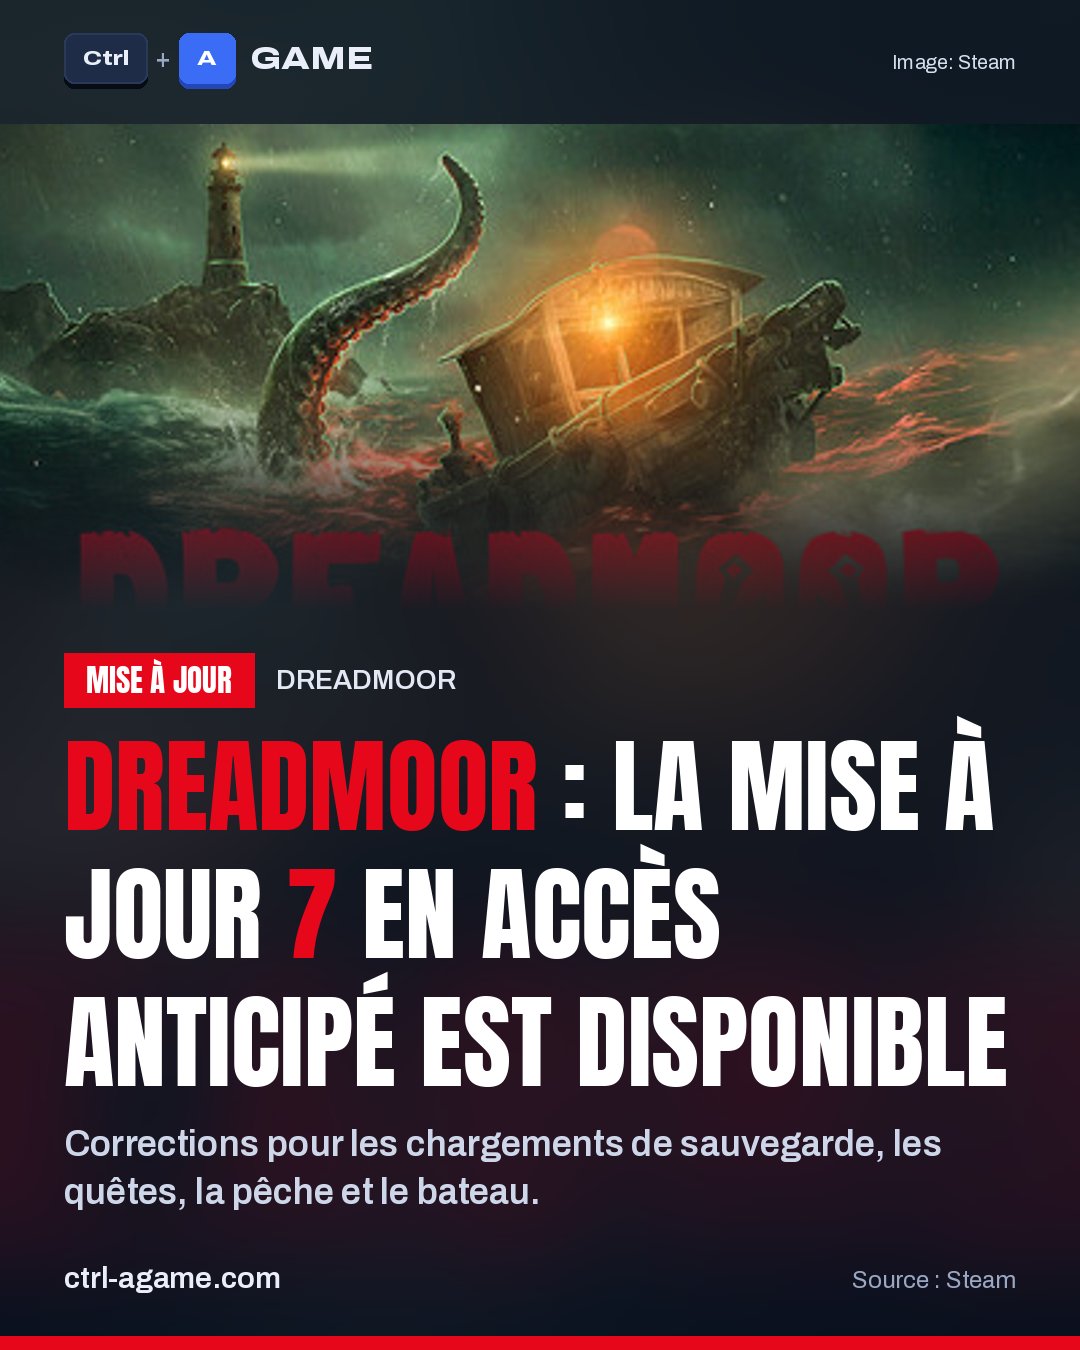 Ctrl + A GAME
Image: Steam
DREADMOOR
MISE À JOUR DREADMOOR
DREADMOOR : LA MISE À
JOUR 7 EN ACCÈS
ANTICIPÉ EST DISPONIBLE
Corrections pour les chargements de sauvegarde, les
quêtes, la pêche et le bateau.
ctrl-agame.com
Source : Steam